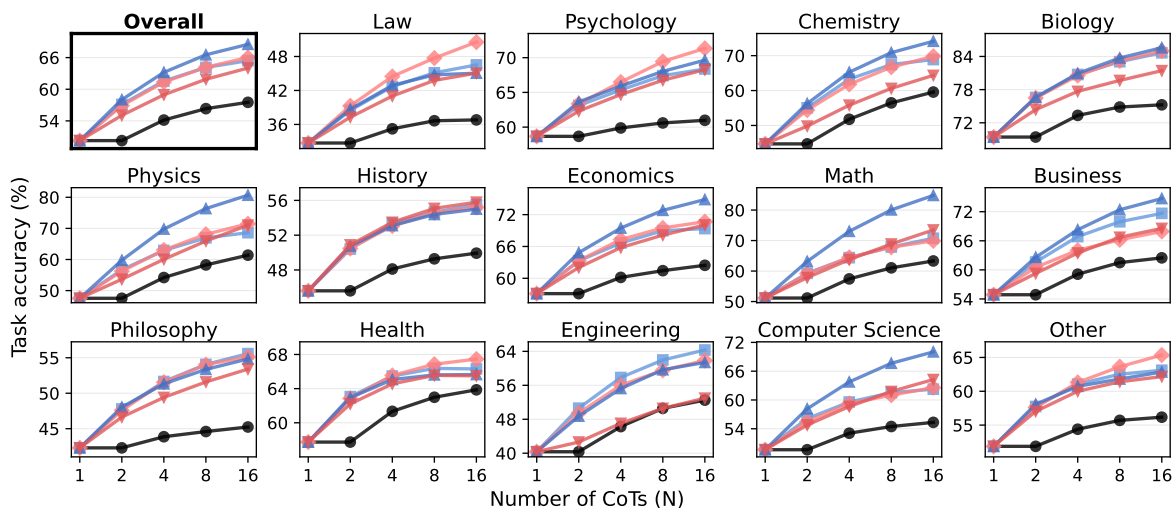 Overall Law Psychology Chemistry Biology
66 60 54
48 42 36
70 65 60
70 60 50
84 78 72
Physics History Economics Math Business
80 70 60 50
56 52 48
72 66 60
80 70 60 50
72 66 60 54
Philosophy Health Engineering Computer Science Other
55 50 45
68 64 60
64 56 48 40
72 66 60 54
65 60 55
1 2 4 8 16 1 2 4 8 16 1 2 4 8 16 1 2 4 8 16 1 2 4 8 16
Task accuracy (%)
Number of CoTs (N)